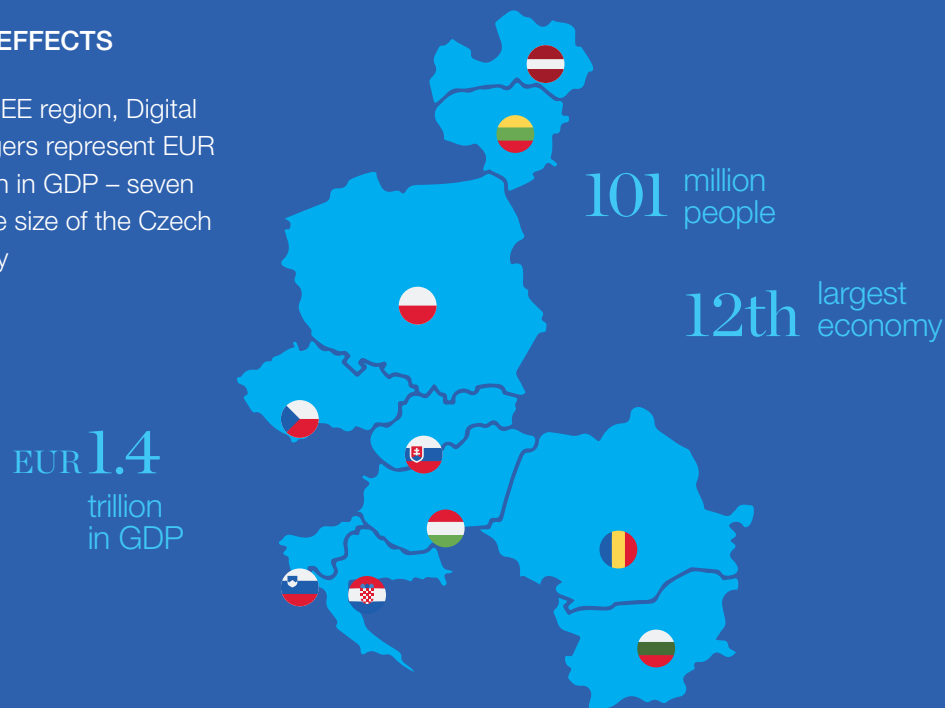 EFFECTS
EE region, Digital
gers represent EUR
n in GDP – seven
e size of the Czech
y
101 million
people
12th largest
economy
EUR 1.4
trillion
in GDP